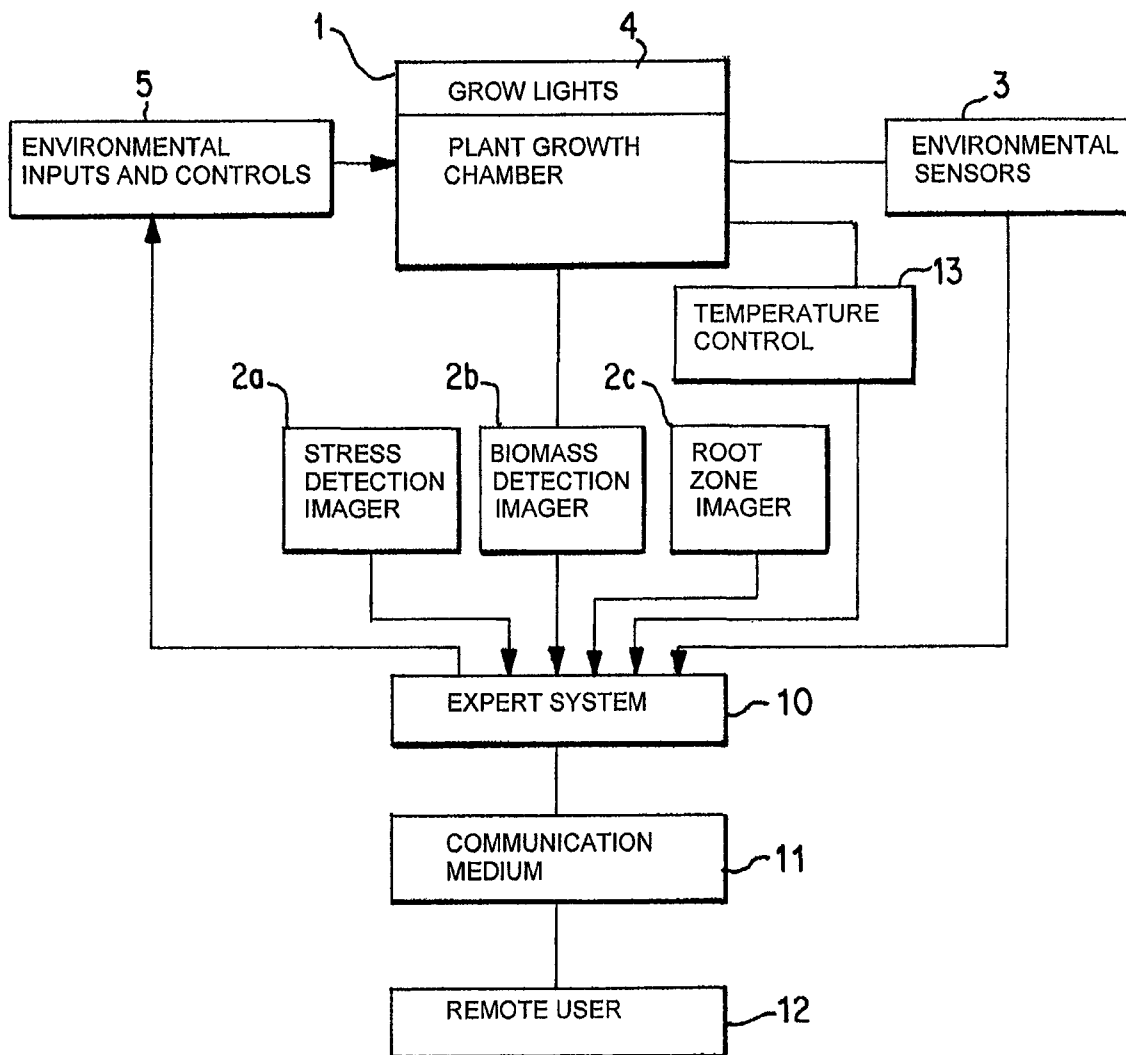 1
4
5
3
GROW LIGHTS
ENVIRONMENTAL
INPUTS AND CONTROLS
PLANT GROWTH
CHAMBER
ENVIRONMENTAL
SENSORS
13
TEMPERATURE
CONTROL
2a
2b
2c
STRESS
DETECTION
IMAGER
BIOMASS
DETECTION
IMAGER
ROOT
ZONE
IMAGER
EXPERT SYSTEM
10
COMMUNICATION
MEDIUM
11
REMOTE USER
12